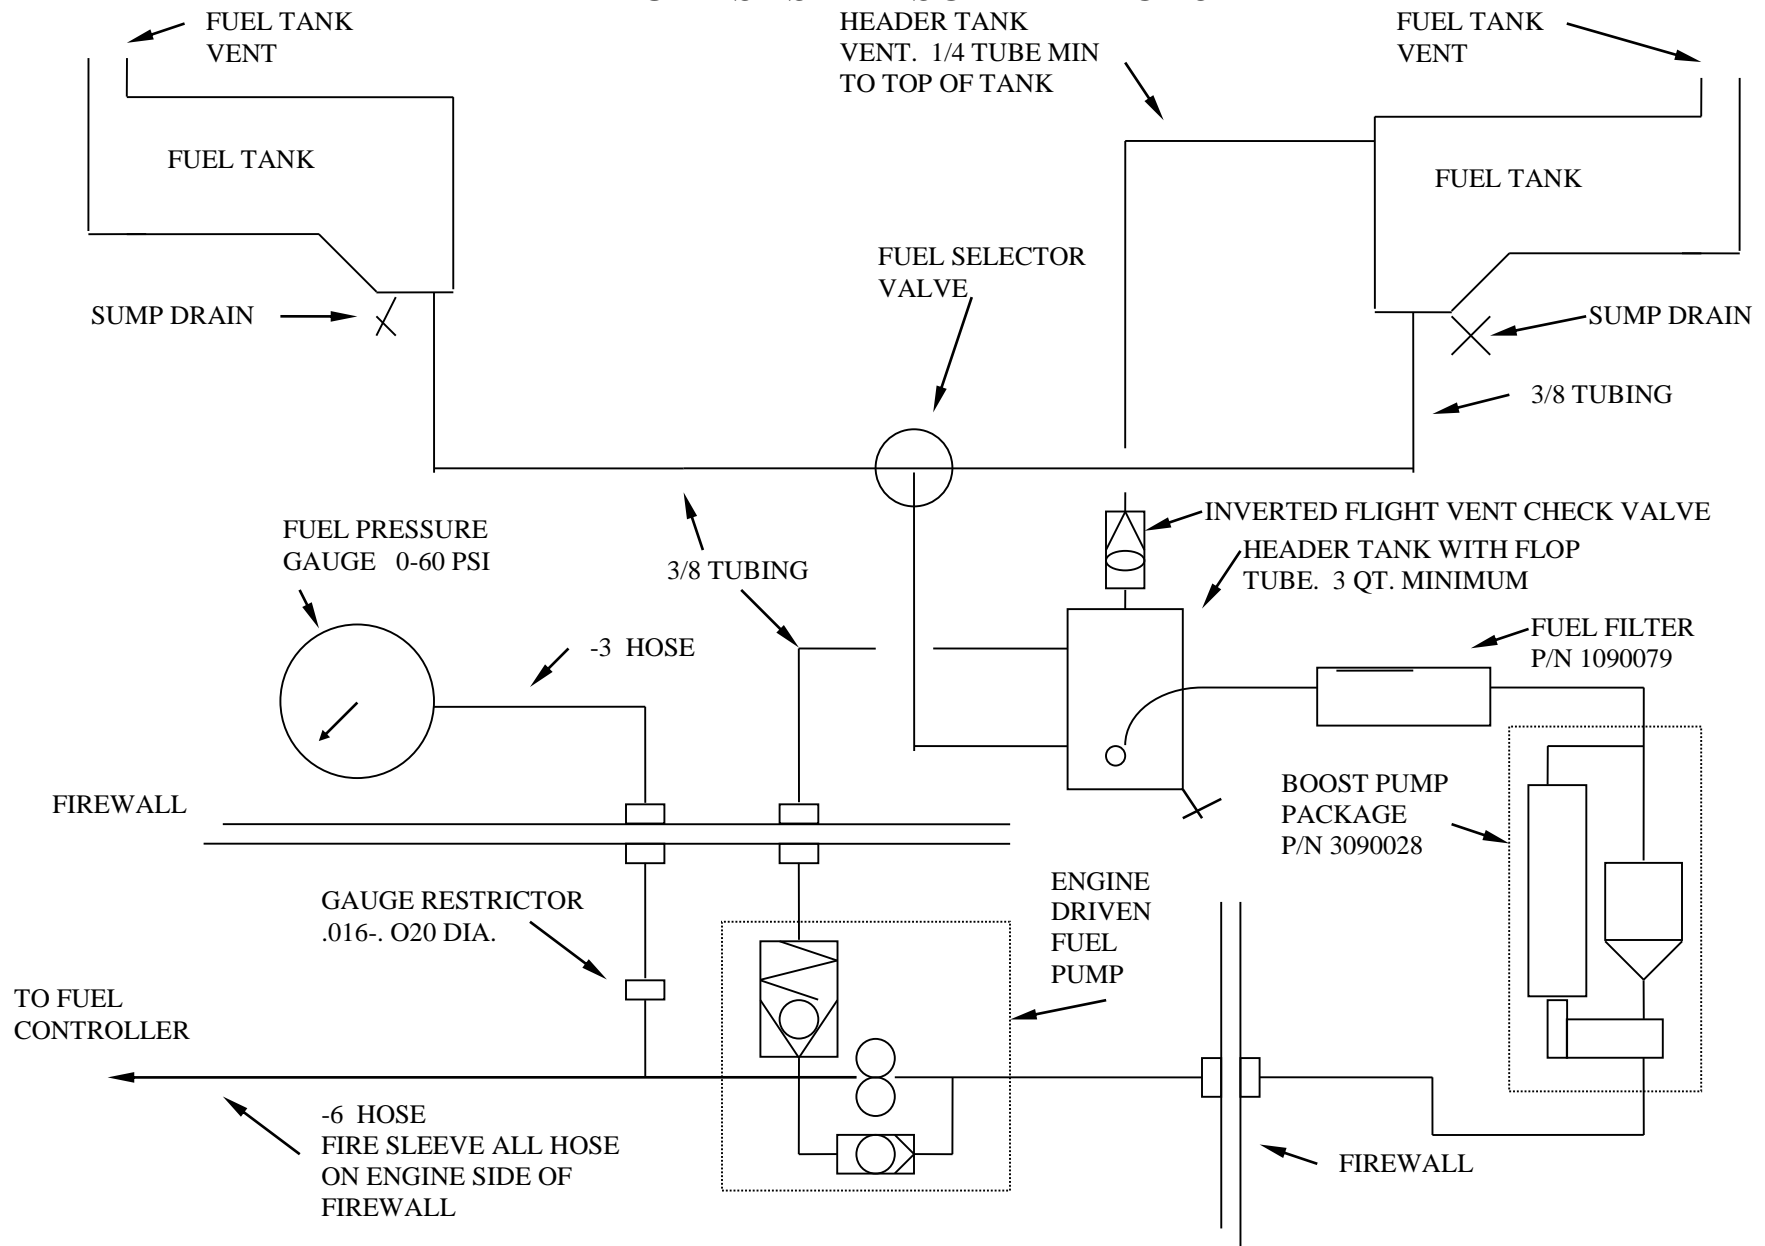 FUEL TANK
VENT
HEADER TANK
VENT.  1/4 TUBE MIN
TO TOP OF TANK
FUEL TANK
VENT
FUEL TANK
FUEL TANK
FUEL SELECTOR
VALVE
SUMP DRAIN
SUMP DRAIN
3/8 TUBING
FUEL PRESSURE
GAUGE   0-60 PSI
3/8 TUBING
INVERTED FLIGHT VENT CHECK VALVE
HEADER TANK WITH FLOP
TUBE.  3 QT. MINIMUM
-3  HOSE
FUEL FILTER
P/N 1090079
FIREWALL
BOOST PUMP
PACKAGE
P/N 3090028
GAUGE RESTRICTOR
.016-. O20 DIA.
ENGINE
DRIVEN
FUEL
PUMP
TO FUEL
CONTROLLER
-6  HOSE
FIRE SLEEVE ALL HOSE
ON ENGINE SIDE OF
FIREWALL
FIREWALL